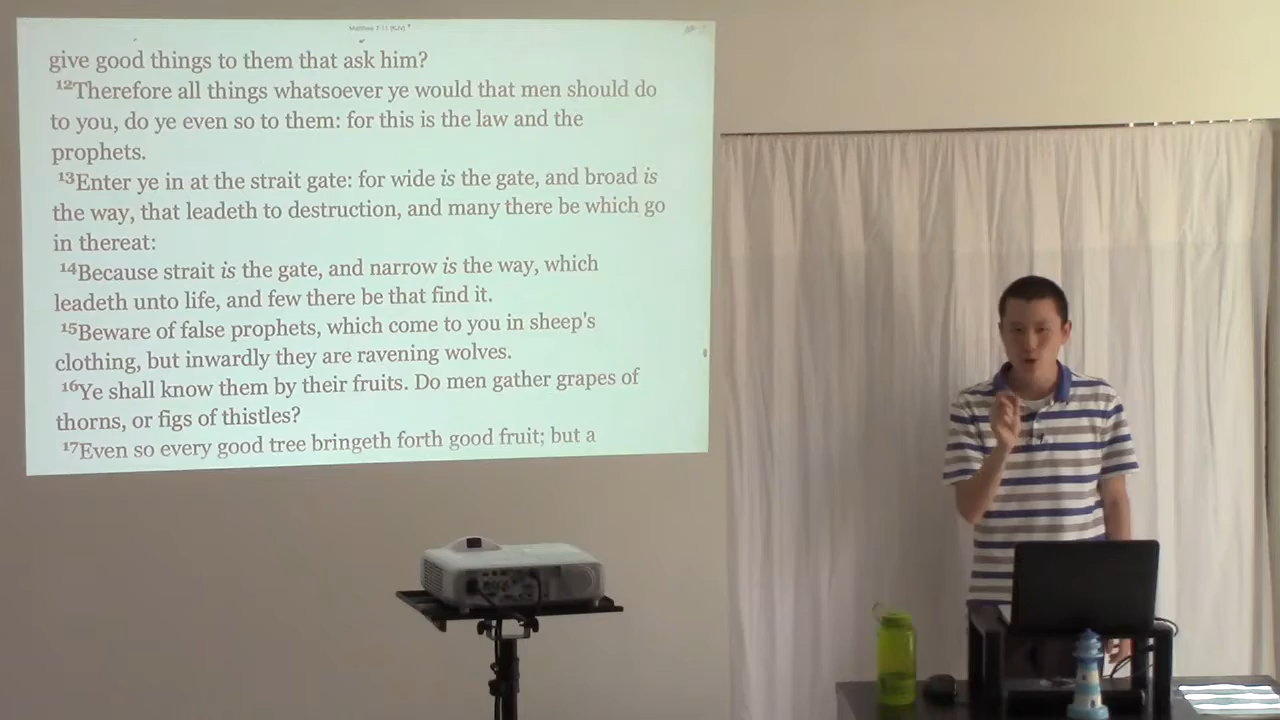 Matthew 7:11 (KJV)
give good things to them that ask him?
12Therefore all things whatsoever ye would that men should do
to you, do ye even so to them: for this is the law and the
prophets.
13Enter ye in at the strait gate: for wide is the gate, and broad is
the way, that leadeth to destruction, and many there be which go
in thereat:
14Because strait is the gate, and narrow is the way, which
leadeth unto life, and few there be that find it.
15Beware of false prophets, which come to you in sheep's
clothing, but inwardly they are ravening wolves.
16Ye shall know them by their fruits. Do men gather grapes of
thorns, or figs of thistles?
17Even so every good tree bringeth forth good fruit; but a